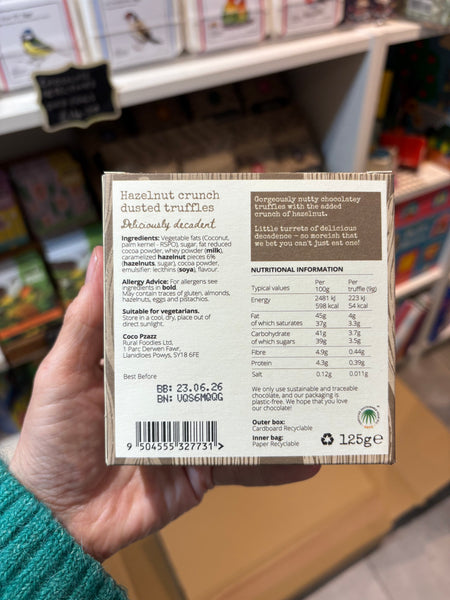 Hazelnut crunch
dusted truffles
Deliciously decadent
Ingredients: Vegetable fats (Coconut,
palm kernel - RSPO), sugar, fat reduced
cocoa powder, whey powder (milk),
caramelized hazelnut pieces 6%
(hazelnuts, sugar), cocoa powder,
emulsifer: lecithins (soya), flavour.
Allergy Advice: For allergens see
ingredients in bold.
May contain traces of gluten, almonds,
hazelnuts, eggs and pistachios.
Suitable for vegetarians.
Store in a cool, dry, place out of
direct sunlight.
Coco Pzazz
Rural Foodies Ltd,
1 Parc Derwen Fawr,
Llanidloes Powys, SY18 6FE
Best Before
BB: 23.06.26
BN: VQS6MQQG
9 504555 327731 >
Gorgeously nutty chocolatey
truffles with the added
crunch of hazelnut.
Little turrets of delicious
decadence – so moreish that
we bet you can't just eat one!
NUTRITIONAL INFORMATION
Typical values Per 100g Per truffle (9g)
Energy 2481 kJ 223 kJ
598 kcal 54 kcal
Fat 45g 4g
of which saturates 37g 3.3g
Carbohydrate 41g 3.7g
of which sugars 39g 3.5g
Fibre 4.9g 0.44g
Protein 4.3g 0.39g
Salt 0.12g 0.011g
We only use sustainable and traceable
chocolate, and our packaging is
plastic-free. We hope that you love
our chocolate!
Outer box:
Cardboard Recyclable
Inner bag:
Paper Recyclable
125g e